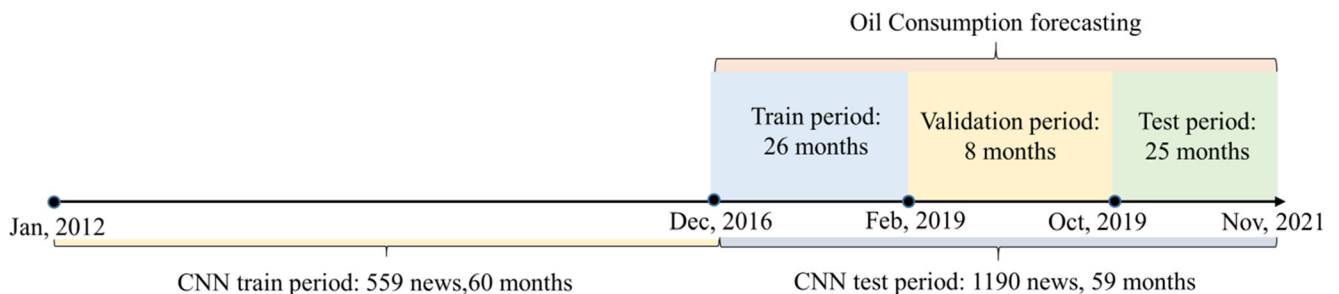 Oil Consumption forecasting
Train period:
26 months
Validation period:
8 months
Test period:
25 months
Jan, 2012
Dec, 2016
Feb, 2019
Oct, 2019
Nov, 2021
CNN train period: 559 news,60 months
CNN test period: 1190 news, 59 months